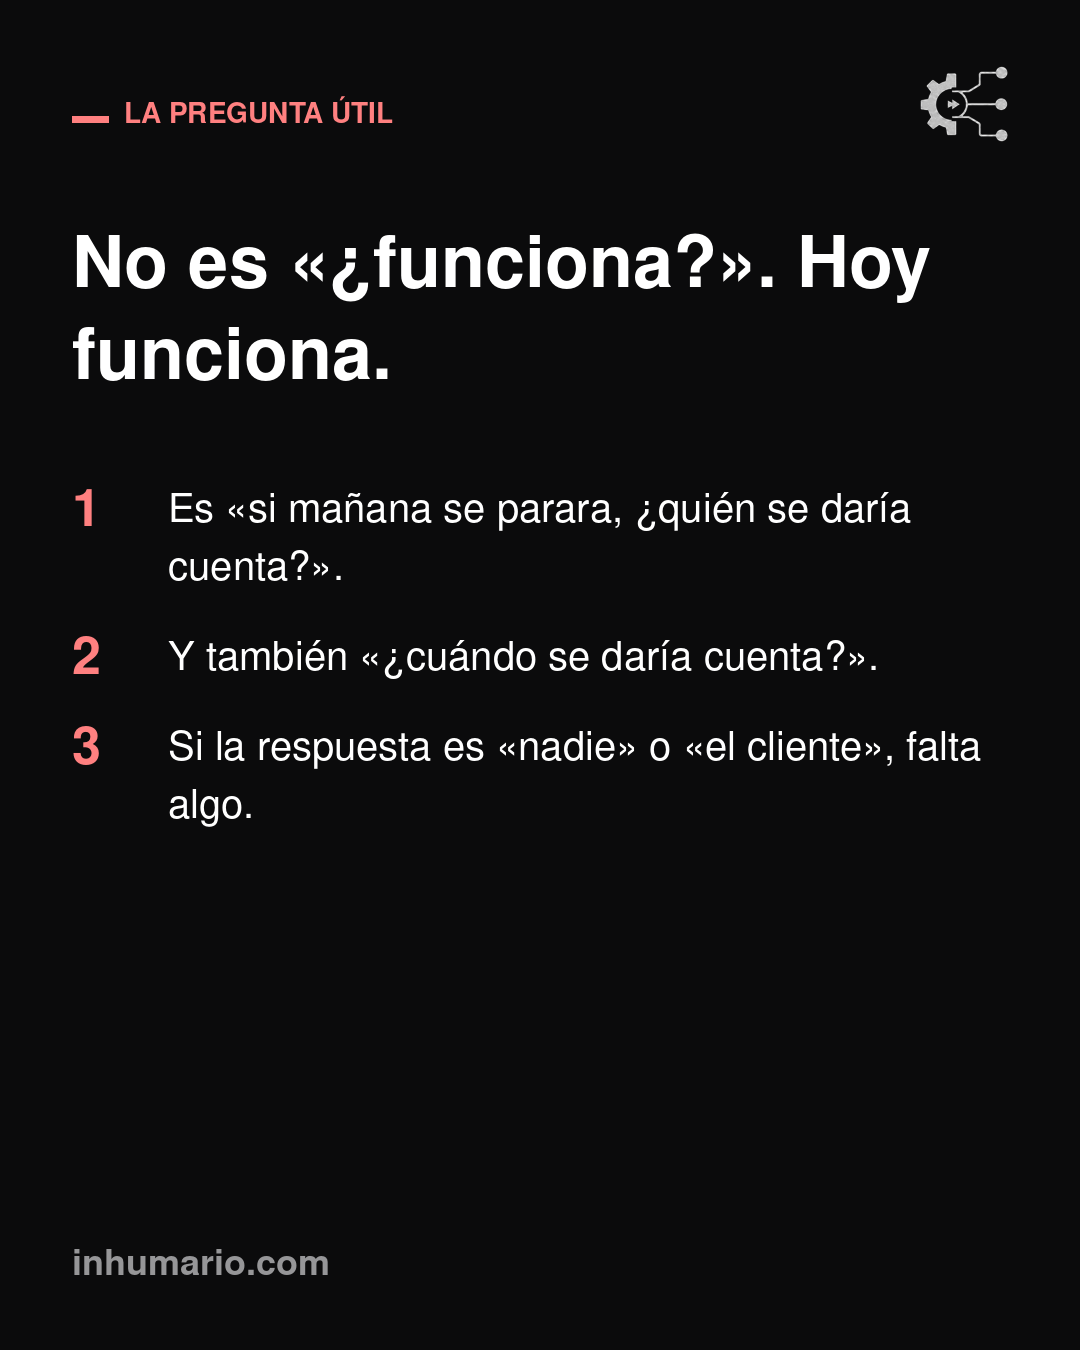 LA PREGUNTA ÚTIL
No es «¿funciona?». Hoy
funciona.
1 Es «si mañana se parara, ¿quién se daría
cuenta?».
2 Y también «¿cuándo se daría cuenta?».
3 Si la respuesta es «nadie» o «el cliente», falta
algo.
inhumario.com